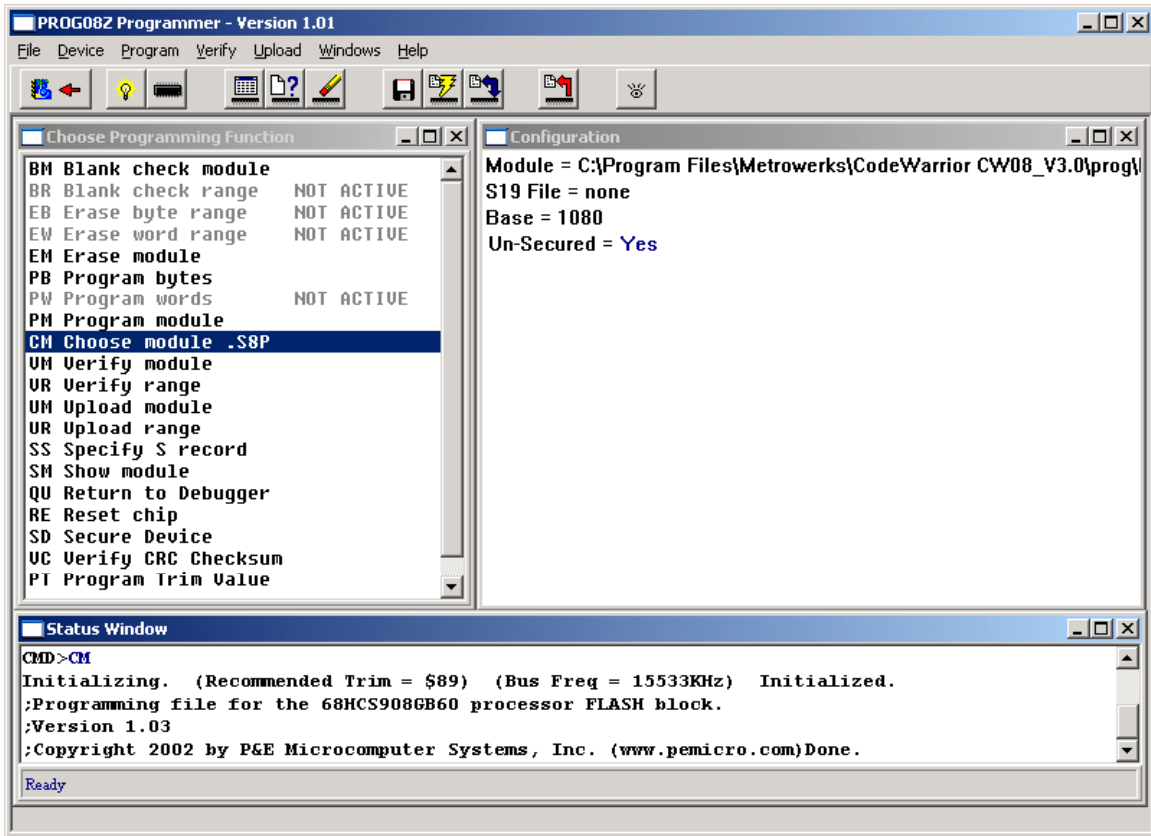 PROG08Z Programmer - Version 1.01
File Device Program Verify Upload Windows Help
Choose Programming Function
BM Blank check module
BR Blank check range NOT ACTIVE
EB Erase byte range NOT ACTIVE
EW Erase word range NOT ACTIVE
EM Erase module
PB Program bytes
PW Program words NOT ACTIVE
PM Program module
CM Choose module .S8P
VM Verify module
VR Verify range
UM Upload module
UR Upload range
SS Specify S record
SM Show module
QU Return to Debugger
RE Reset chip
SD Secure Device
VC Verify CRC Checksum
PT Program Trim Value
Configuration
Module = C:\Program Files\Metrowerks\CodeWarrior CW08_V3.0\prog\
S19 File = none
Base = 1080
Un-Secured = Yes
Status Window
CMD>CM
Initializing. (Recommended Trim = $89) (Bus Freq = 15533KHz) Initialized.
;Programming file for the 68HCS908GB60 processor FLASH block.
;Version 1.03
;Copyright 2002 by P&E Microcomputer Systems, Inc. (www.pemicro.com)Done.
Ready